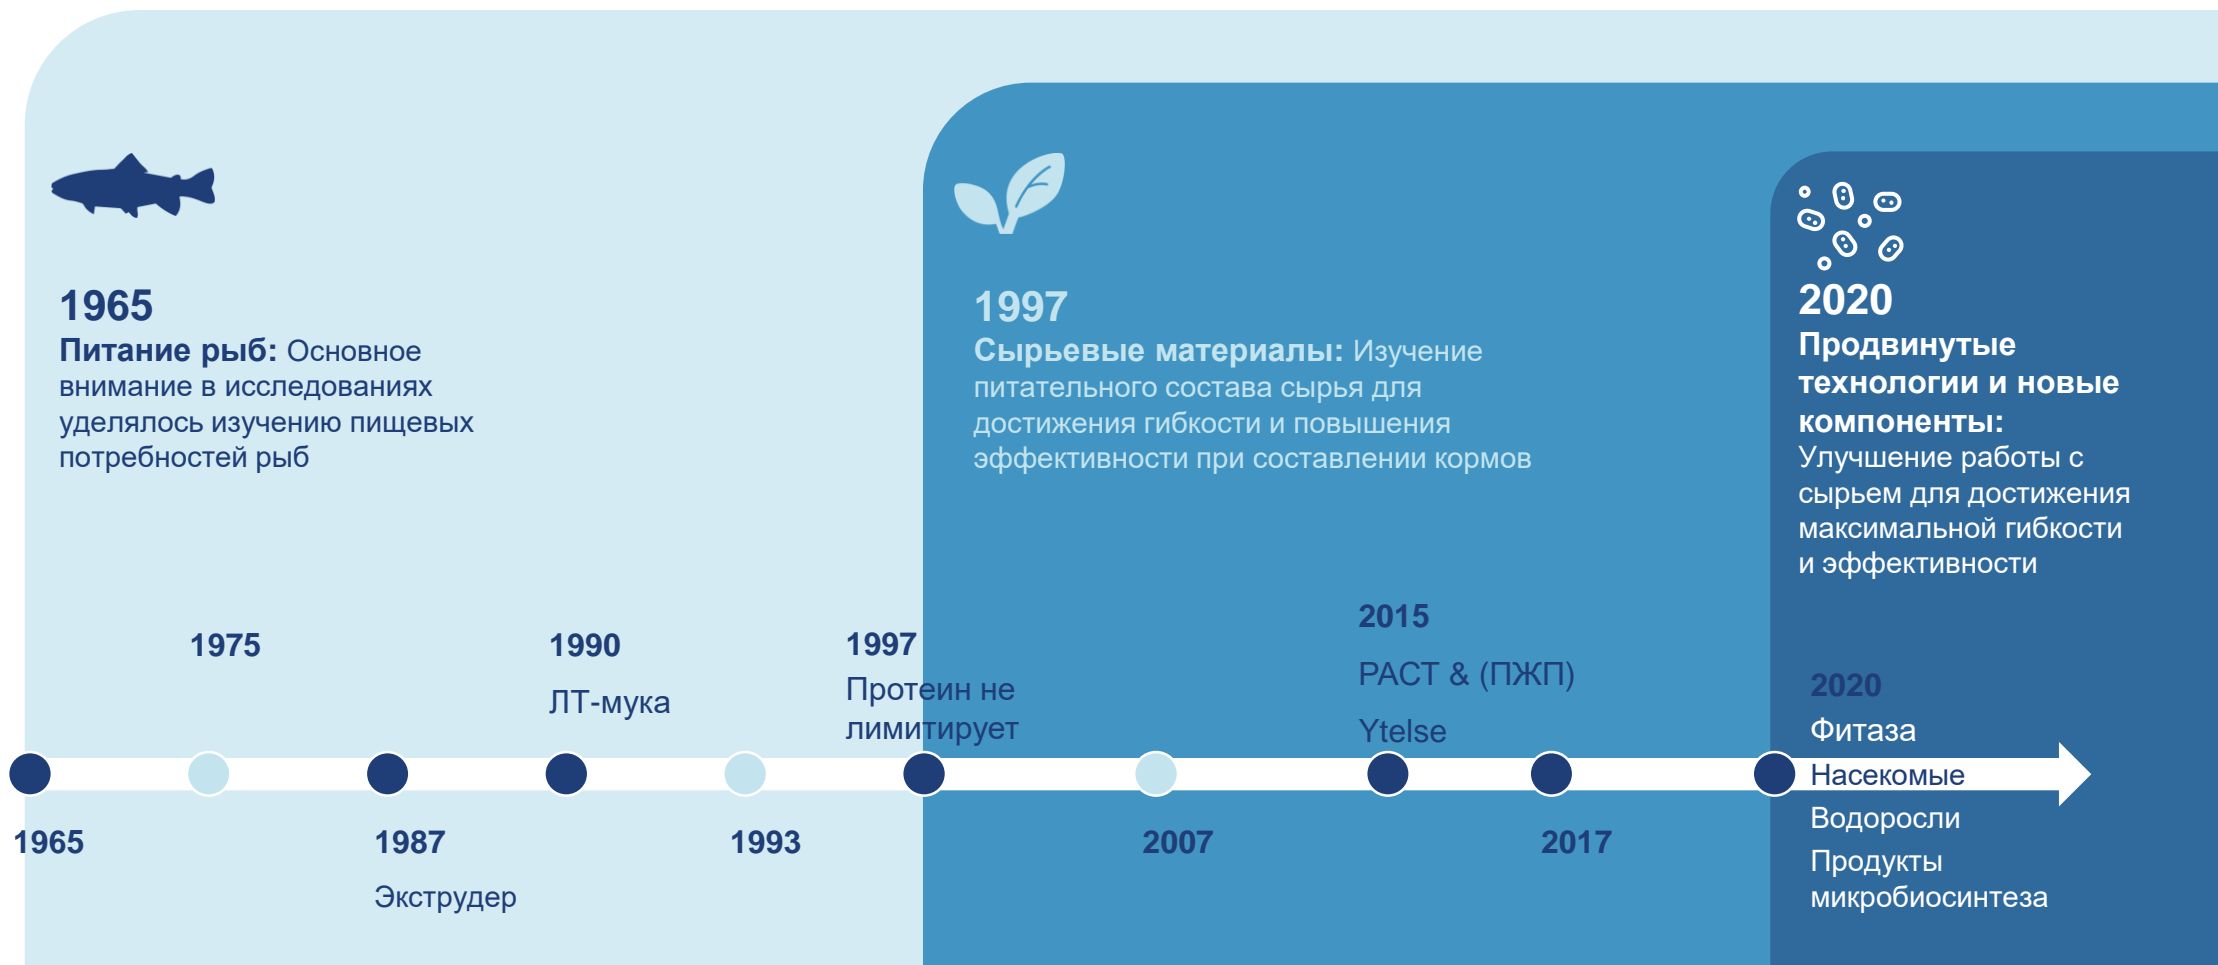 1965
Питание рыб: Основное
внимание в исследованиях
уделялось изучению пищевых
потребностей рыб
1997
Сырьевые материалы: Изучение
питательного состава сырья для
достижения гибкости и повышения
эффективности при составлении кормов
2020
Продвинутые
технологии и новые
компоненты:
Улучшение работы с
сырьем для достижения
максимальной гибкости
и эффективности
1975
1990
ЛТ-мука
1997
Протеин не
лимитирует
2015
РАСТ & (ПЖП)
Ytelse
2020
Фитаза
Насекомые
Водоросли
Продукты
микробиосинтеза
1965
1987
Экструдер
1993
2007
2017